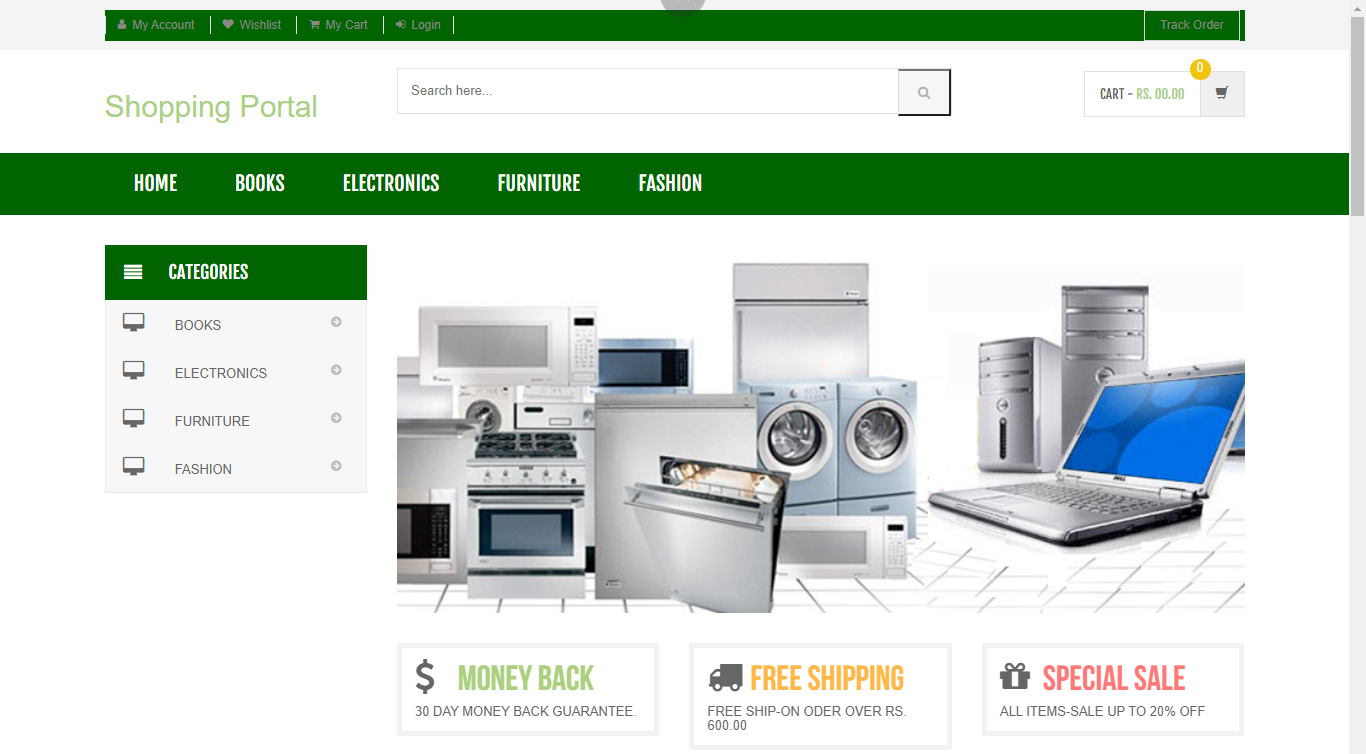 My Account Wishlist My Cart Login Track Order
Shopping Portal
Search here...
0
CART - RS. 00.00
HOME BOOKS ELECTRONICS FURNITURE FASHION
CATEGORIES
BOOKS
ELECTRONICS
FURNITURE
FASHION
DELL
MONEY BACK
30 DAY MONEY BACK GUARANTEE.
FREE SHIPPING
FREE SHIP-ON ODER OVER RS.
600.00
SPECIAL SALE
ALL ITEMS-SALE UP TO 20% OFF